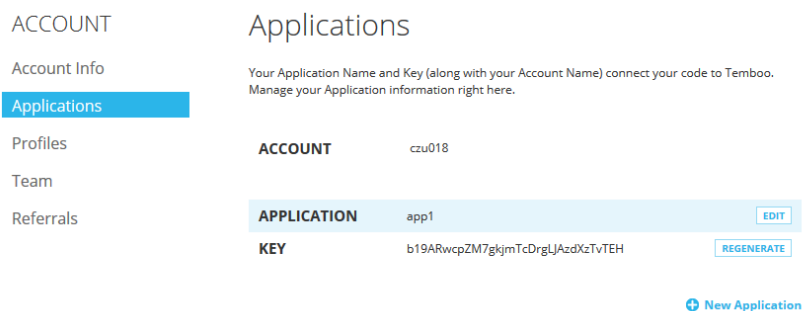 ACCOUNT
Account Info
Applications
Profiles
Team
Referrals
Applications
Your Application Name and Key (along with your Account Name) connect your code to Temboo.
Manage your Application information right here.
ACCOUNT czu018
APPLICATION app1 EDIT
KEY b19ARwcpZM7gkjmTcDrgLJAzdXzTvTEH REGENERATE
New Application